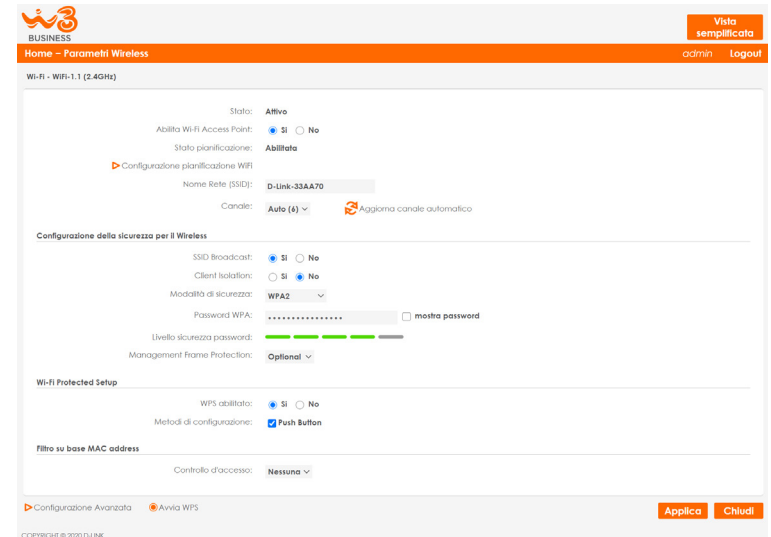 W3
BUSINESS
Vista semplificata
Home – Parametri Wireless
admin Logout
Wi-Fi - WiFi-1.1 (2.4GHz)
Stato: Attivo
Abilita Wi-Fi Access Point: Si No
Stato pianificazione: Abilitata
Configurazione pianificazione WiFi
Nome Rete (SSID): D-Link-33AA70
Canale: Auto (6) Aggiorna canale automatico
Configurazione della sicurezza per il Wireless
SSID Broadcast: Si No
Client Isolation: Si No
Modalità di sicurezza: WPA2
Password WPA: ••••••••••••••• mostra password
Livello sicurezza password:
Management Frame Protection: Optional
Wi-Fi Protected Setup
WPS abilitato: Si No
Metodi di configurazione: Push Button
Filtro su base MAC address
Controllo d'accesso: Nessuna
Configurazione Avanzata Avvia WPS
Applica Chiudi
COPYRIGHT © 2020 D-LINK